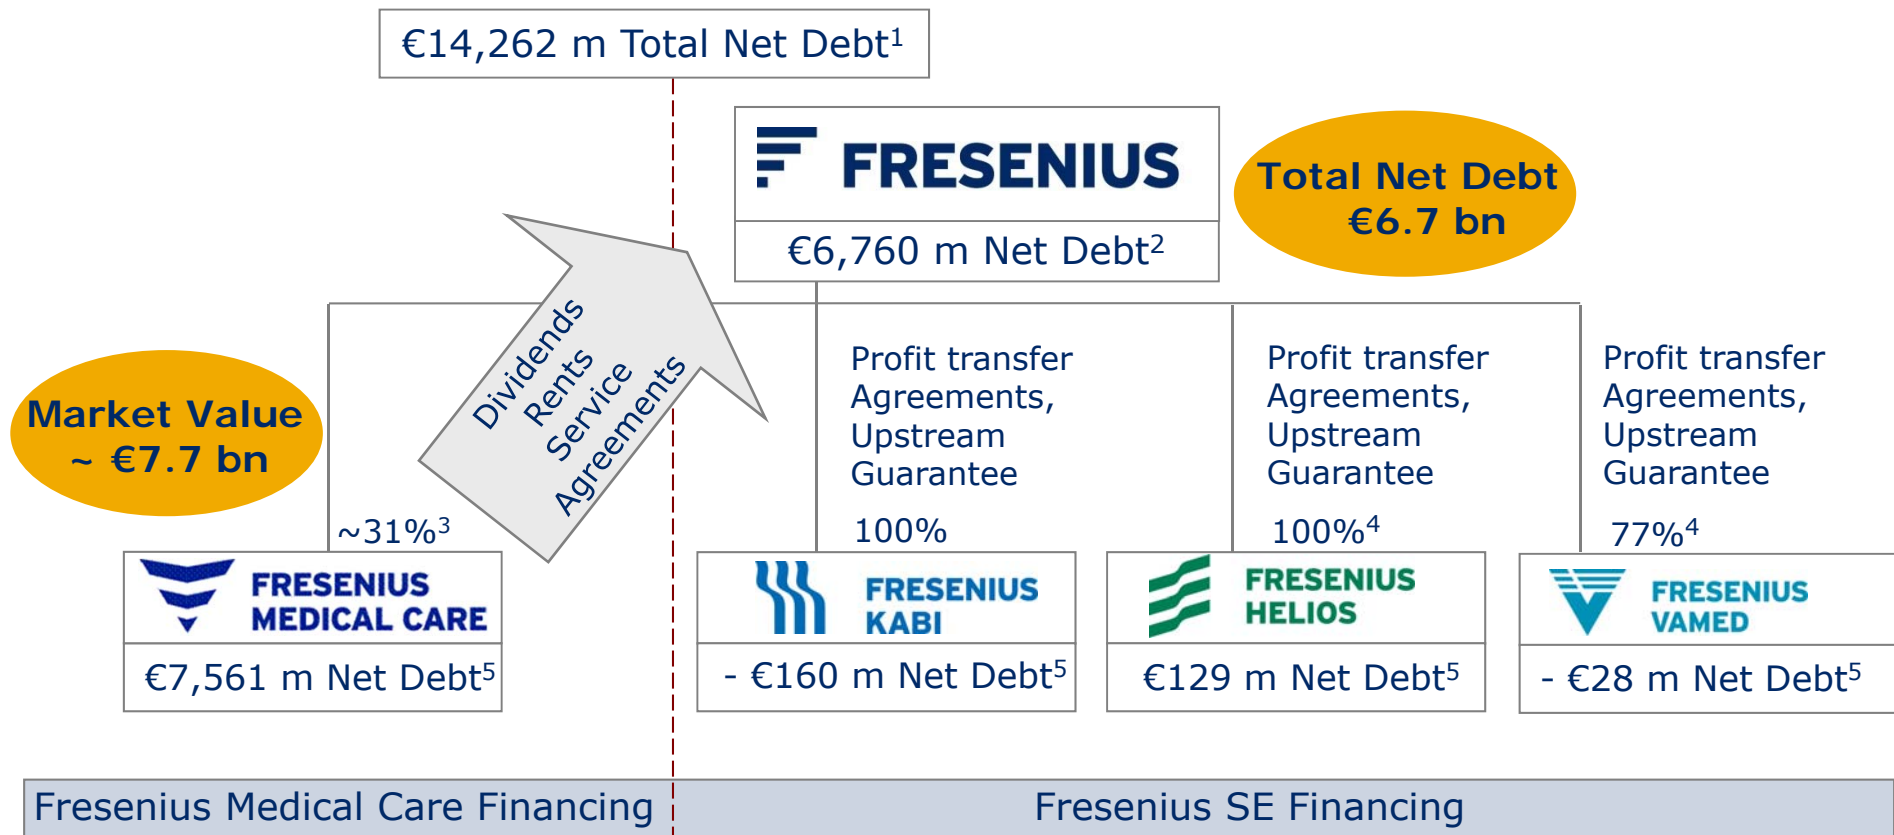 €14,262 m Total Net Debt¹
FRESENIUS
€6,760 m Net Debt²
Total Net Debt
€6.7 bn
Dividends
Rents
Service
Agreements
Market Value
~ €7.7 bn
~31%³
FRESENIUS
MEDICAL CARE
€7,561 m Net Debt⁵
Profit transfer
Agreements,
Upstream
Guarantee
100%
FRESENIUS
KABI
- €160 m Net Debt⁵
Profit transfer
Agreements,
Upstream
Guarantee
100%⁴
FRESENIUS
HELIOS
€129 m Net Debt⁵
Profit transfer
Agreements,
Upstream
Guarantee
77%⁴
FRESENIUS
VAMED
- €28 m Net Debt⁵
Fresenius Medical Care Financing
Fresenius SE Financing